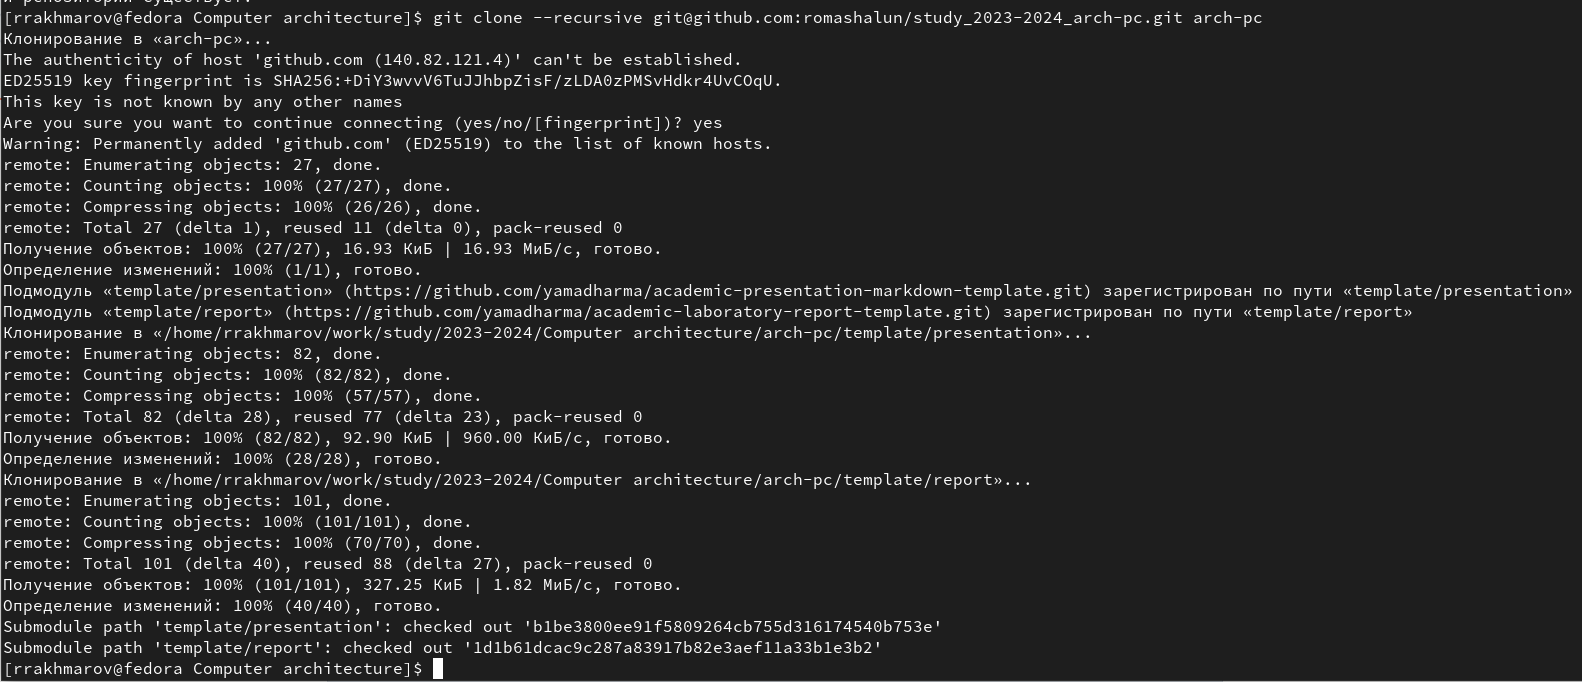 и репозиторий существует.
[rrakhmarov@fedora Computer architecture]$ git clone --recursive git@github.com:romashalun/study_2023-2024_arch-pc.git arch-pc
Клонирование в «arch-pc»...
The authenticity of host 'github.com (140.82.121.4)' can't be established.
ED25519 key fingerprint is SHA256:+DiY3wvvV6TuJJhbpZisF/zLDA0zPMSvHdkr4UvCOqU.
This key is not known by any other names
Are you sure you want to continue connecting (yes/no/[fingerprint])? yes
Warning: Permanently added 'github.com' (ED25519) to the list of known hosts.
remote: Enumerating objects: 27, done.
remote: Counting objects: 100% (27/27), done.
remote: Compressing objects: 100% (26/26), done.
remote: Total 27 (delta 1), reused 11 (delta 0), pack-reused 0
Получение объектов: 100% (27/27), 16.93 КиБ | 16.93 МиБ/с, готово.
Определение изменений: 100% (1/1), готово.
Подмодуль «template/presentation» (https://github.com/yamadharma/academic-presentation-markdown-template.git) зарегистрирован по пути «template/presentation»
Подмодуль «template/report» (https://github.com/yamadharma/academic-laboratory-report-template.git) зарегистрирован по пути «template/report»
Клонирование в «/home/rrakhmarov/work/study/2023-2024/Computer architecture/arch-pc/template/presentation»...
remote: Enumerating objects: 82, done.
remote: Counting objects: 100% (82/82), done.
remote: Compressing objects: 100% (57/57), done.
remote: Total 82 (delta 28), reused 77 (delta 23), pack-reused 0
Получение объектов: 100% (82/82), 92.90 КиБ | 960.00 КиБ/с, готово.
Определение изменений: 100% (28/28), готово.
Клонирование в «/home/rrakhmarov/work/study/2023-2024/Computer architecture/arch-pc/template/report»...
remote: Enumerating objects: 101, done.
remote: Counting objects: 100% (101/101), done.
remote: Compressing objects: 100% (70/70), done.
remote: Total 101 (delta 40), reused 88 (delta 27), pack-reused 0
Получение объектов: 100% (101/101), 327.25 КиБ | 1.82 МиБ/с, готово.
Определение изменений: 100% (40/40), готово.
Submodule path 'template/presentation': checked out 'b1be3800ee91f5809264cb755d316174540b753e'
Submodule path 'template/report': checked out '1d1b61dcac9c287a83917b82e3aef11a33b1e3b2'
[rrakhmarov@fedora Computer architecture]$